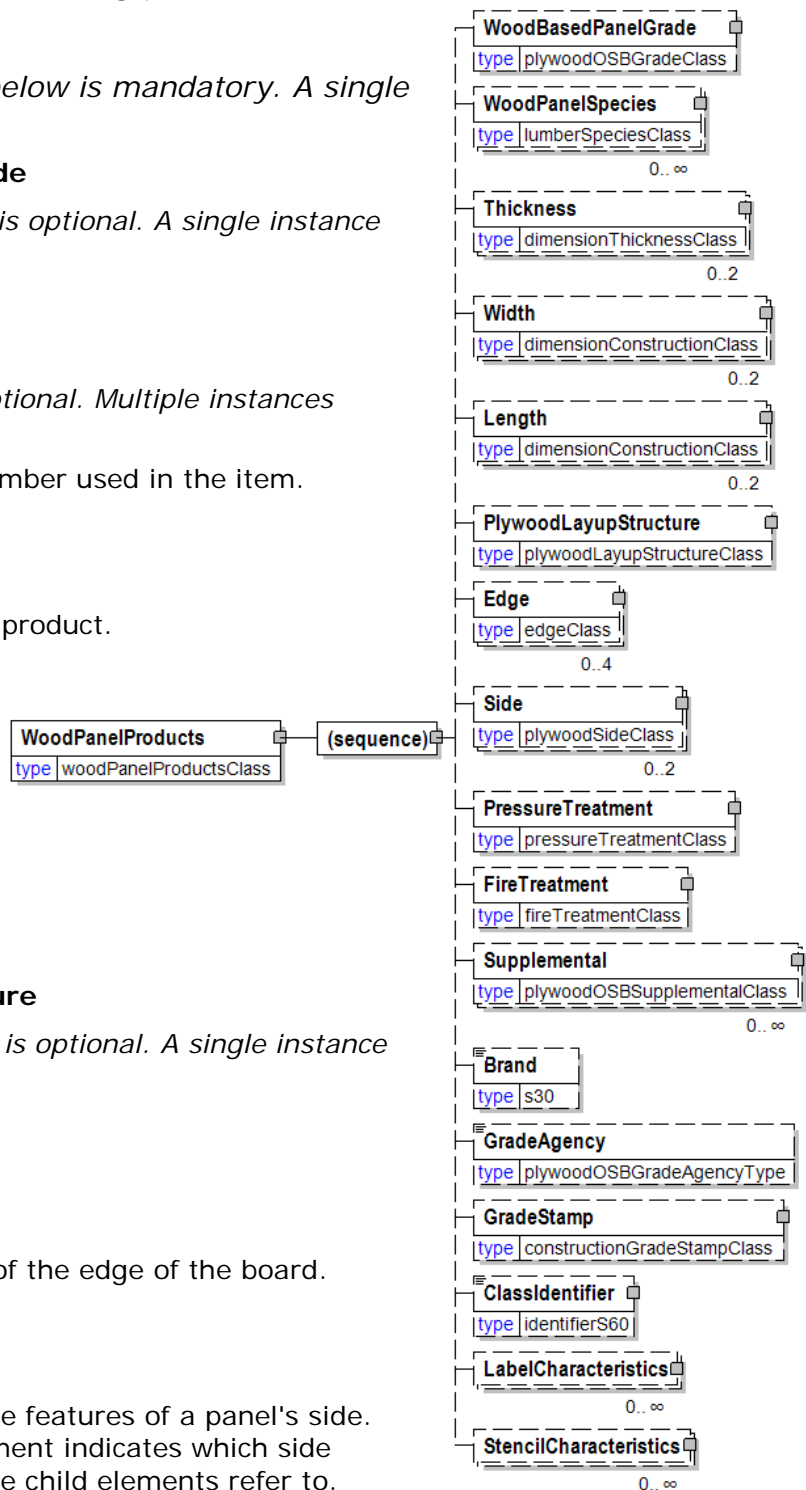 below is mandatory. A single
de
is optional. A single instance
otional. Multiple instances
mber used in the item.
product.
ure
is optional. A single instance
of the edge of the board.
e features of a panel's side.
ment indicates which side
e child elements refer to.
WoodPanelProducts
type woodPanelProductsClass
(sequence)
WoodBasedPanelGrade
type plywoodOSBGradeClass
WoodPanelSpecies
type lumberSpeciesClass
0..∞
Thickness
type dimensionThicknessClass
0..2
Width
type dimensionConstructionClass
0..2
Length
type dimensionConstructionClass
0..2
PlywoodLayupStructure
type plywoodLayupStructureClass
Edge
type edgeClass
0..4
Side
type plywoodSideClass
0..2
PressureTreatment
type pressureTreatmentClass
FireTreatment
type fireTreatmentClass
Supplemental
type plywoodOSBSupplementalClass
0..∞
Brand
type s30
GradeAgency
type plywoodOSBGradeAgencyType
GradeStamp
type constructionGradeStampClass
ClassIdentifier
type identifierS60
LabelCharacteristics
0..∞
StencilCharacteristics
0..∞